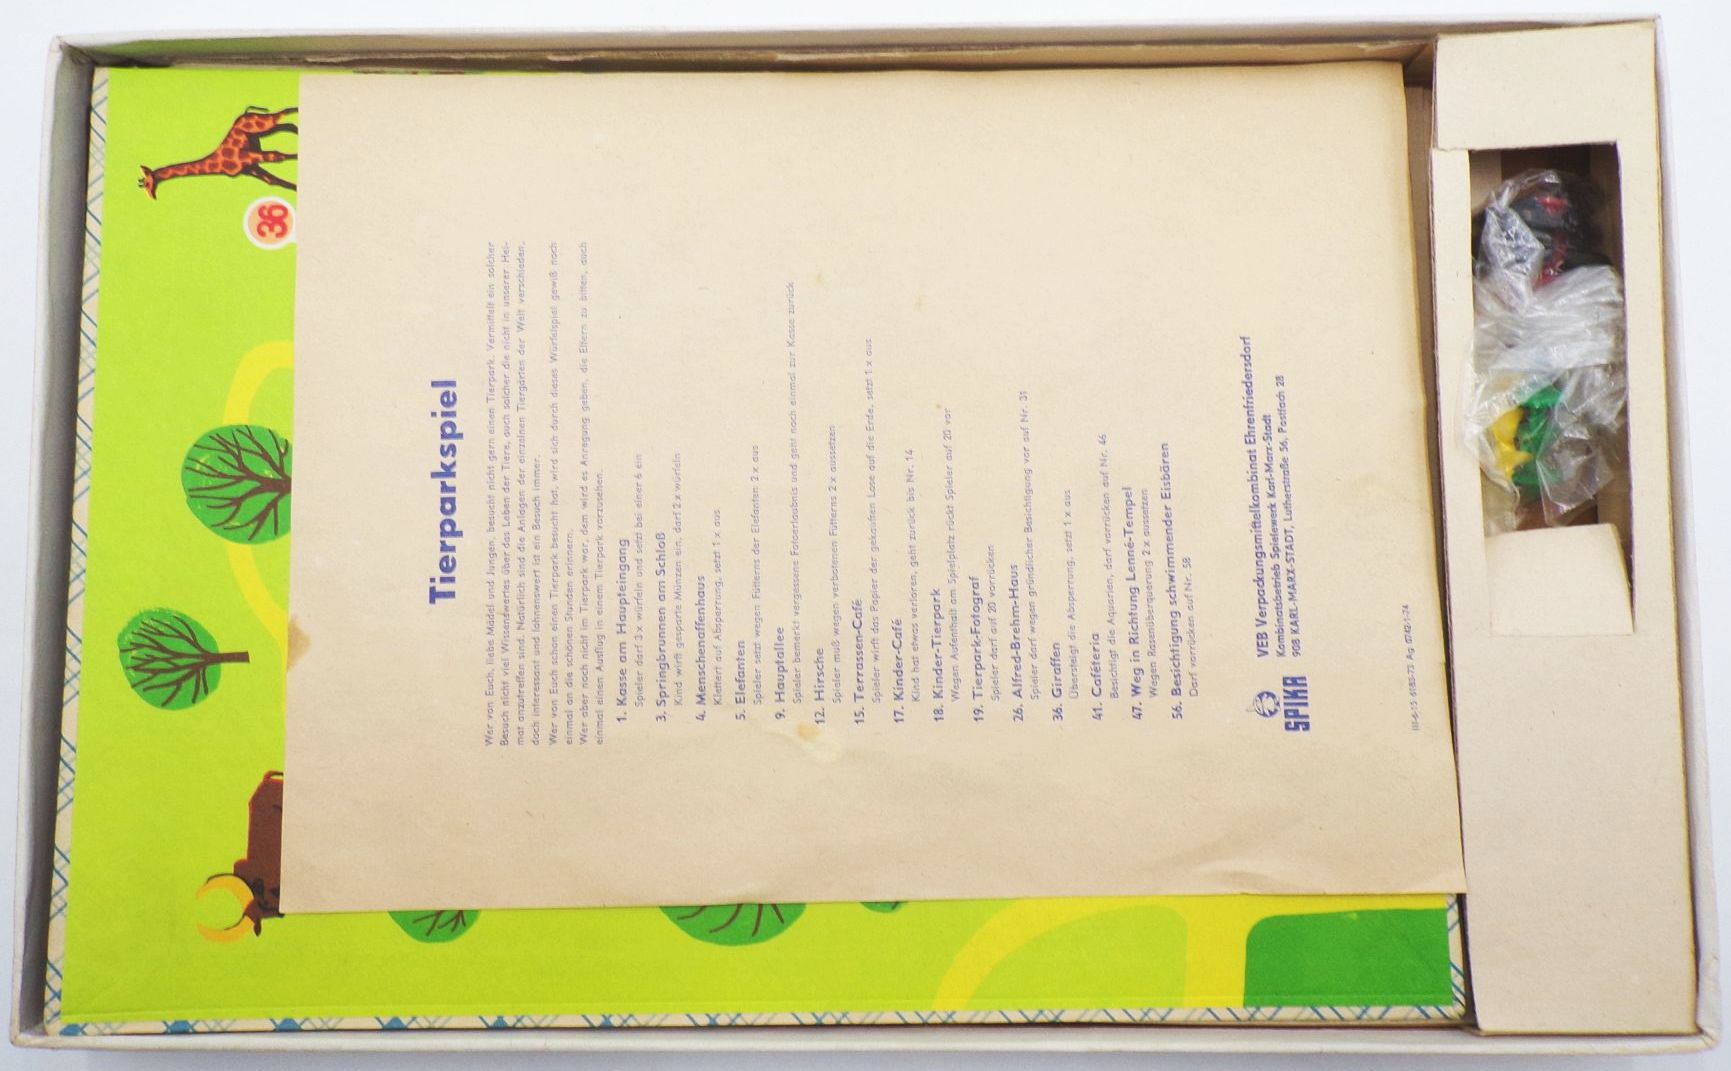 Tierparkspiel
Wer von Euch, liebe Mädel und Jungen, besucht nicht gern einen Tierpark. Vermittelt ein solcher
Besuch nicht viel Wissenswertes über das Leben der Tiere, auch solcher die nicht in unserer Hei-
mat anzutreffen sind. Natürlich sind die Anlagen der einzelnen Tiergärten der Welt verschieden,
doch interessant und lohnenswert ist ein Besuch immer.
Wer von Euch schon einen Tierpark besucht hat, wird sich durch dieses Würfelspiel gewiß noch
einmal an die schönen Stunden erinnern.
Wer aber noch nicht im Tierpark war, dem wird es Anregung geben, die Eltern zu bitten, auch
einmal einen Ausflug in einem Tierpark vorzusehen.
1. Kasse am Haupteingang
Spieler darf 3 x würfeln und setzt bei einer 6 ein
3. Springbrunnen am Schloß
Kind wirft gesparte Münzen ein, darf 2 x würfeln
4. Menschenaffenhaus
Klettert auf Absperrung, setzt 1 x aus
5. Elefanten
Spieler setzt wegen Fütterns der Elefanten 2 x aus
9. Hauptallee
Spieler bemerkt vergessene Fotoerlaubnis und geht noch einmal zur Kasse zurück
12. Hirsche
Spieler muß wegen verbotenen Fütterns 2 x aussetzen
15. Terrassen-Café
Spieler wirft das Papier der gekauften Lose auf die Erde, setzt 1 x aus
17. Kinder-Café
Kind hat etwas verloren, geht zurück bis Nr. 14
18. Kinder-Tierpark
Wegen Aufenthalt am Spielplatz rückt Spieler auf 20 vor
19. Tierpark-Fotograf
Spieler darf auf 20 vorrücken
26. Alfred-Brehm-Haus
Spieler darf wegen gründlicher Besichtigung vor auf Nr. 31
36. Giraffen
Übersteigt die Absperrung, setzt 1 x aus
41. Caféteria
Besichtigt die Aquarien, darf vorrücken auf Nr. 46
47. Weg in Richtung Lenné-Tempel
Wegen Rasenüberquerung 2 x aussetzen
56. Besichtigung schwimmender Eisbären
Darf vorrücken auf Nr. 58
SPIKA
VEB Verpackungsmittelkombinat Ehrenfriedersdorf
Kombinatsbetrieb Spielewerk Karl-Marx-Stadt
908 KARL-MARX-STADT, Lutherstraße 56, Postfach 28
III-6-15 6183-73 Ag 0742-1-74
36